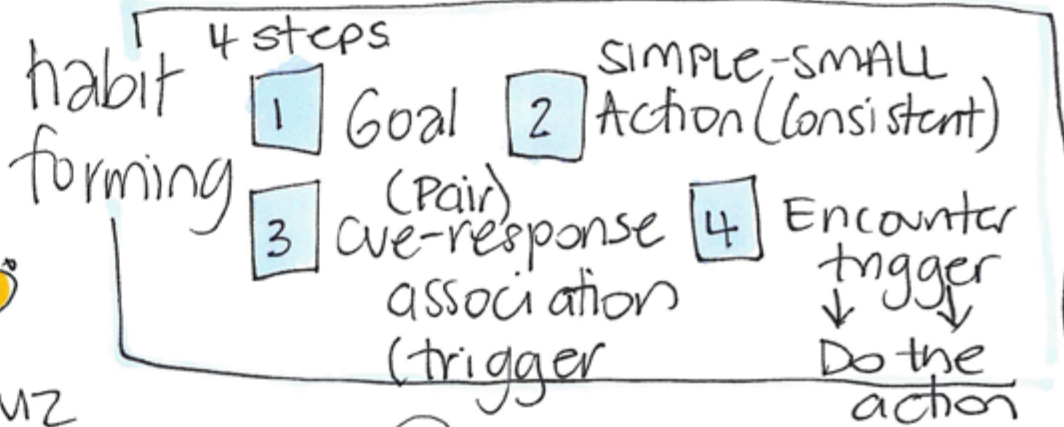 habit
forming
4 steps
1 Goal
2 SIMPLE-SMALL
Action (Consistent)
3 (Pair)
cue-response
association
(trigger
4 Encounter
trigger
↓ ↓
Do the
action